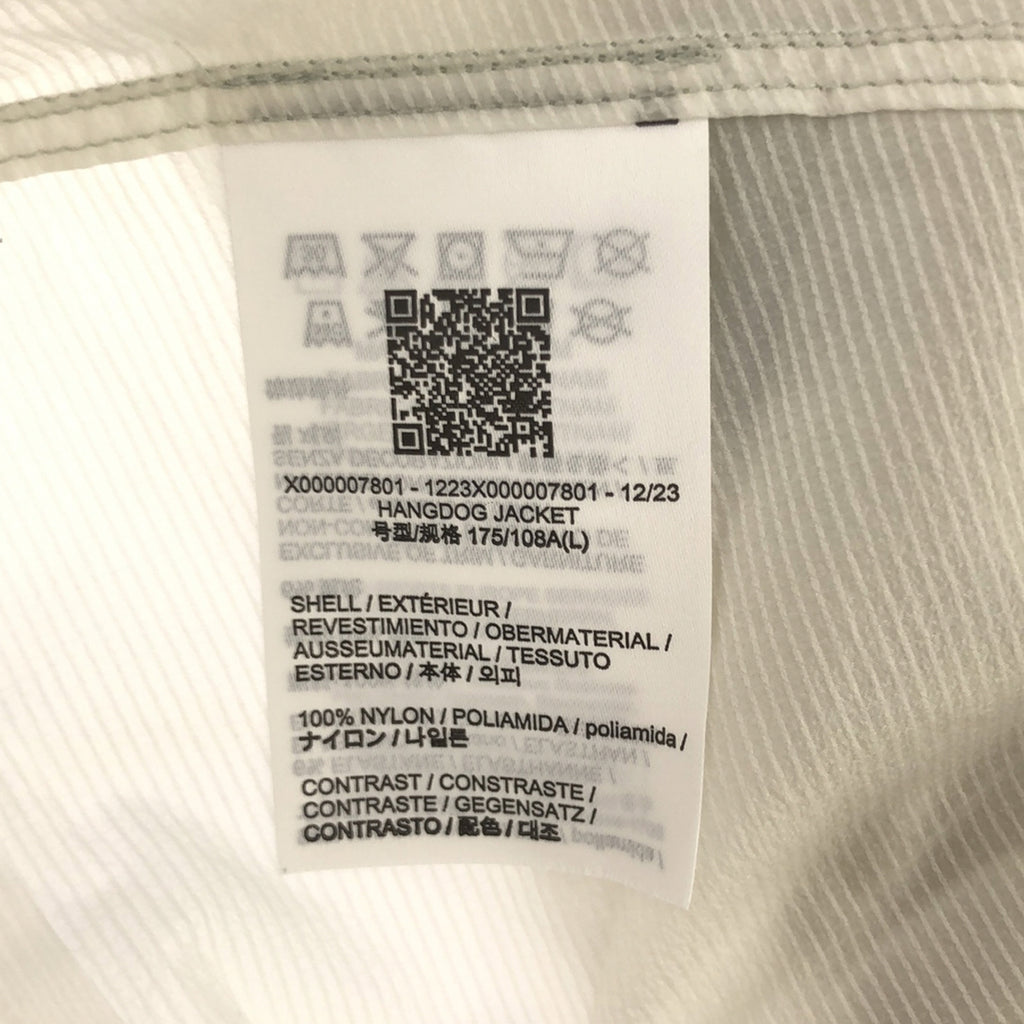 X000007801 - 1223X000007801 - 12/23
HANGDOG JACKET
号型/规格 175/108A(L)
SHELL / EXTÉRIEUR /
REVESTIMIENTO / OBERMATERIAL /
AUSSEUMATERIAL / TESSUTO
ESTERNO / 本体 / 외피
100% NYLON / POLIAMIDA / poliamida /
ナイロン / 나일론
CONTRAST / CONSTRASTE /
CONTRASTE / GEGENSATZ /
CONTRASTO / 配色 / 대조